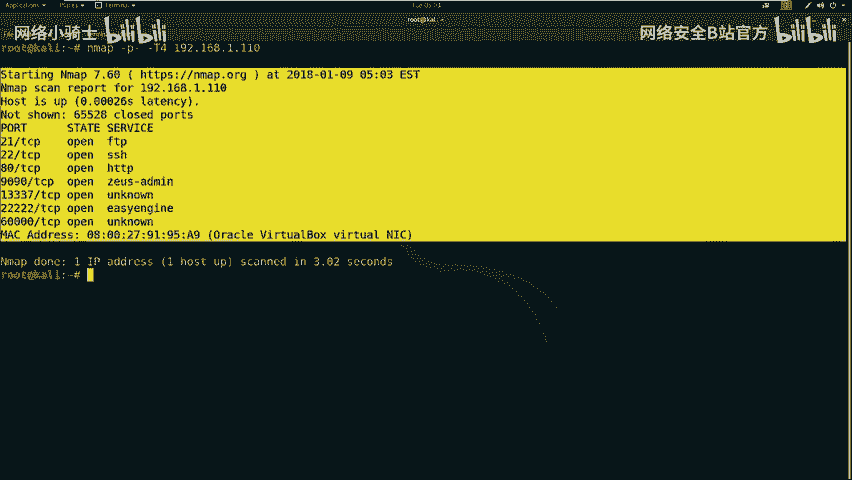 Applications Places Terminal
root@kali: ~
网络小骑士 bilibili
网络安全B站官方 bilibili
root@kali:~# nmap -p- -T4 192.168.1.110
Starting Nmap 7.60 ( https://nmap.org ) at 2018-01-09 05:03 EST
Nmap scan report for 192.168.1.110
Host is up (0.00026s latency).
Not shown: 65528 closed ports
PORT STATE SERVICE
21/tcp open ftp
22/tcp open ssh
80/tcp open http
9090/tcp open zeus-admin
13337/tcp open unknown
22222/tcp open easyengine
60000/tcp open unknown
MAC Address: 08:00:27:91:95:A9 (Oracle VirtualBox virtual NIC)
Nmap done: 1 IP address (1 host up) scanned in 3.02 seconds
root@kali:~#